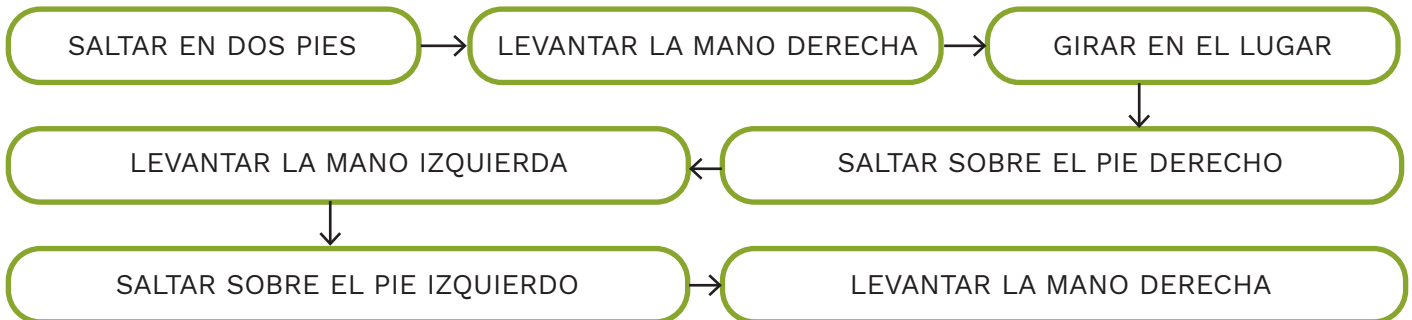 SALTAR EN DOS PIES
LEVANTAR LA MANO DERECHA
GIRAR EN EL LUGAR
SALTAR SOBRE EL PIE DERECHO
LEVANTAR LA MANO IZQUIERDA
SALTAR SOBRE EL PIE IZQUIERDO
LEVANTAR LA MANO DERECHA